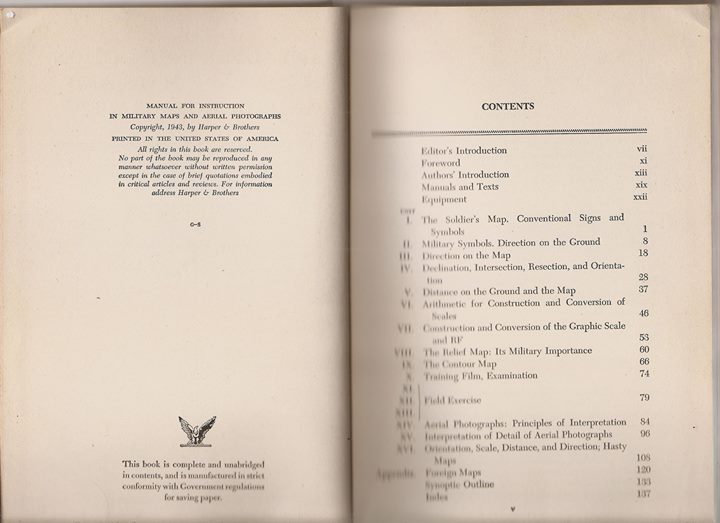 MANUAL FOR INSTRUCTION
IN MILITARY MAPS AND AERIAL PHOTOGRAPHS
Copyright, 1943, by Harper & Brothers
PRINTED IN THE UNITED STATES OF AMERICA
All rights in this book are reserved.
No part of the book may be reproduced in any
manner whatsoever without written permission
except in the case of brief quotations embodied
in critical articles and reviews. For information
address Harper & Brothers
G-S
This book is complete and unabridged
in contents, and is manufactured in strict
conformity with Government regulations
for saving paper.
CONTENTS
Editor's Introduction vii
Foreword xi
Authors' Introduction xiii
Manuals and Texts xix
Equipment xxii
UNIT
I. The Soldier's Map. Conventional Signs and
Symbols 1
II. Military Symbols. Direction on the Ground 8
III. Direction on the Map 18
IV. Declination, Intersection, Resection, and Orienta-
tion 28
V. Distance on the Ground and the Map 37
VI. Arithmetic for Construction and Conversion of
Scales 46
VII. Construction and Conversion of the Graphic Scale
and RF 53
VIII. The Relief Map: Its Military Importance 60
IX. The Contour Map 66
X. Training Film, Examination 74
XI.
XII. Field Exercise 79
XIII.
XIV. Aerial Photographs: Principles of Interpretation 84
XV. Interpretation of Detail of Aerial Photographs 96
XVI. Orientation, Scale, Distance, and Direction; Hasty
Maps 108
Appendix. Foreign Maps 120
Synoptic Outline 133
Index 137
v